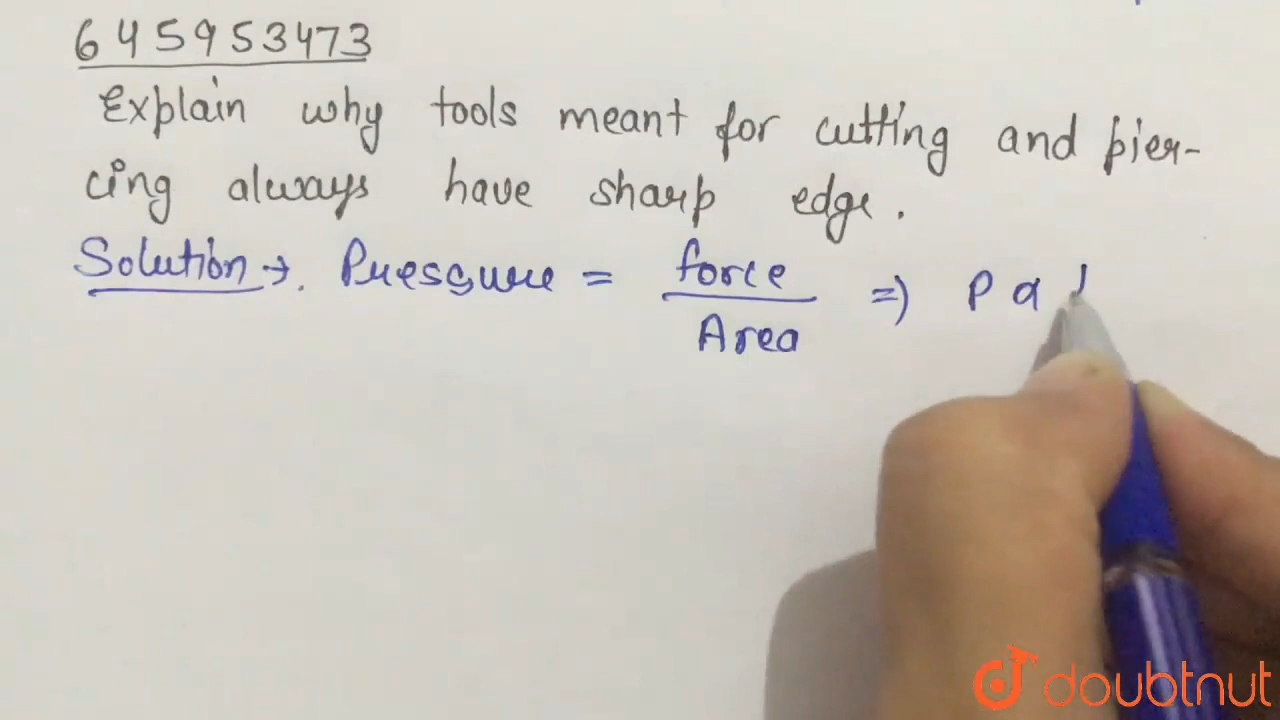 645953473
Explain why tools meant for cutting and pier-
cing always have sharp edge.
Solution → Pressure = force / Area ⇒ P α
doubtnut